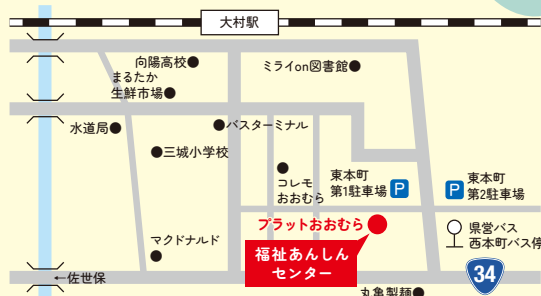 大村駅
向陽高校
まるたか
生鮮市場
ミライon図書館
水道局
バスターミナル
三城小学校
コレモ
おおむら
東本町
第1駐車場
P
P
東本町
第2駐車場
プラットおおむら
県営バス
西本町バス停
マクドナルド
福祉あんしん
センター
←佐世保
34
丸亀製麺